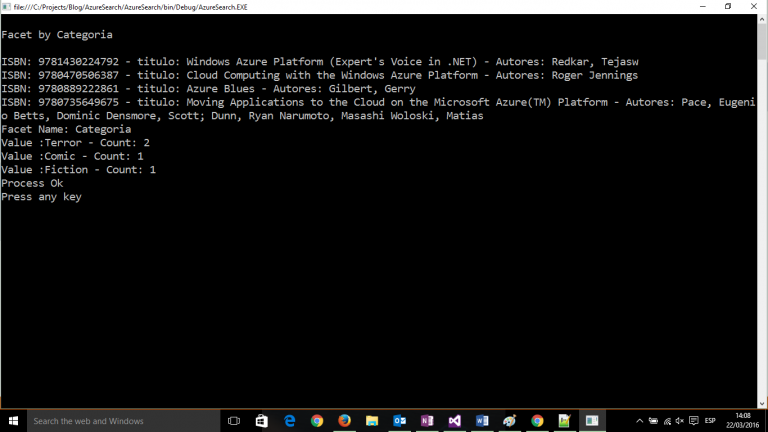 file:///C:/Projects/Blog/AzureSearch/AzureSearch/bin/Debug/AzureSearch.EXE
Facet by Categoria
ISBN: 9781430224792 - titulo: Windows Azure Platform (Expert's Voice in .NET) - Autores: Redkar, Tejasw
ISBN: 9780470506387 - titulo: Cloud Computing with the Windows Azure Platform - Autores: Roger Jennings
ISBN: 9780889222861 - titulo: Azure Blues - Autores: Gilbert, Gerry
ISBN: 9780735649675 - titulo: Moving Applications to the Cloud on the Microsoft Azure(TM) Platform - Autores: Pace, Eugeni
o Betts, Dominic Densmore, Scott; Dunn, Ryan Narumoto, Masashi Woloski, Matias
Facet Name: Categoria
Value :Terror - Count: 2
Value :Comic - Count: 1
Value :Fiction - Count: 1
Process Ok
Press any key
Search the web and Windows
ESP
14:08
22/03/2016